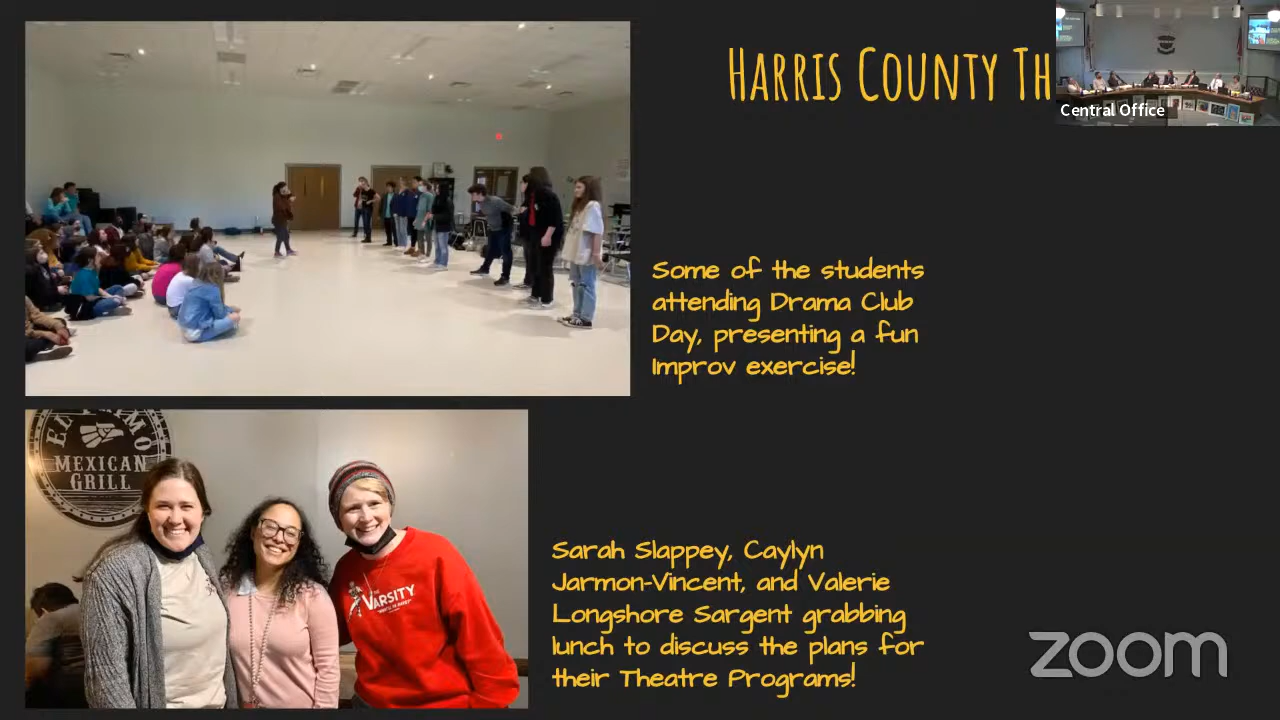 HARRIS COUNTY TH
Central Office
Some of the students
attending Drama Club
Day, presenting a fun
Improv exercise!
MEXICAN
GRILL
VARSITY
Sarah Slappey, Caylyn
Jarmon-Vincent, and Valerie
Longshore Sargent grabbing
lunch to discuss the plans for
their Theatre Programs!
zoom